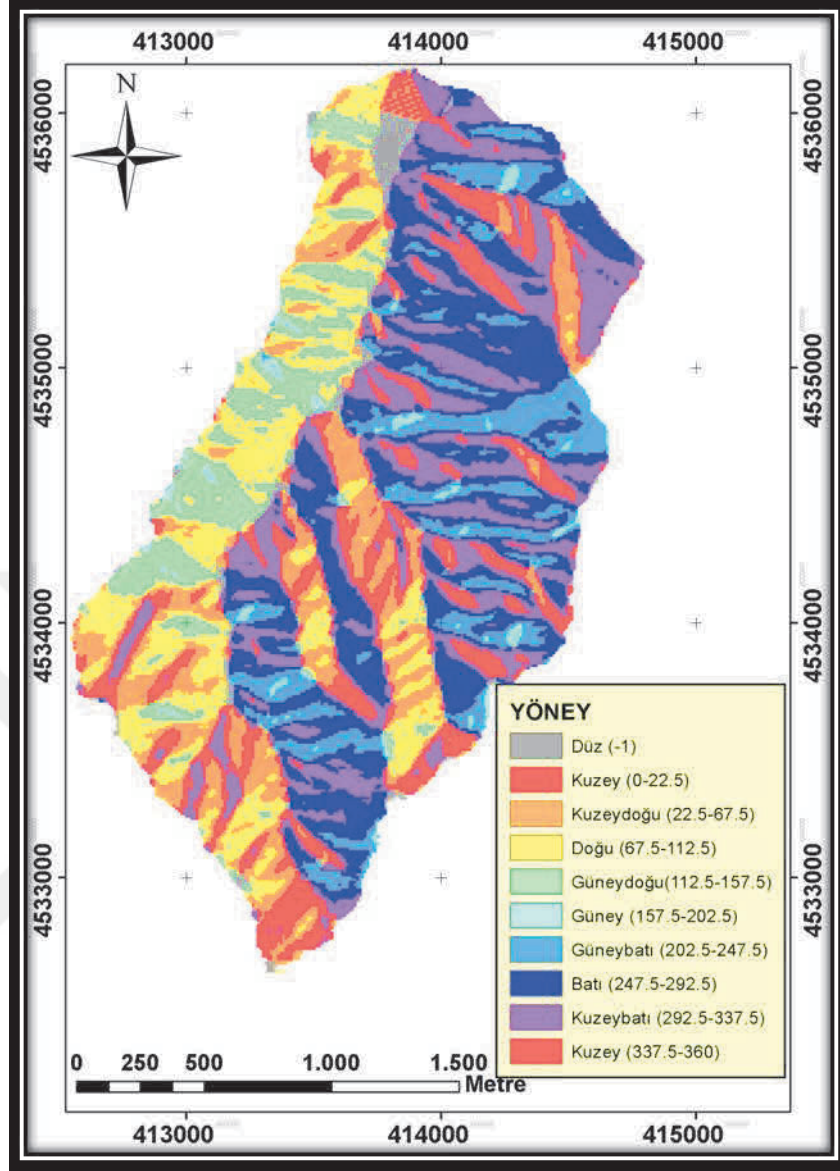 413000 414000 415000
N
4536000 4536000
4535000 4535000
4534000 4534000
4533000 4533000
YÖNEY
Düz (-1)
Kuzey (0-22.5)
Kuzeydoğu (22.5-67.5)
Doğu (67.5-112.5)
Güneydoğu(112.5-157.5)
Güney (157.5-202.5)
Güneybatı (202.5-247.5)
Batı (247.5-292.5)
Kuzeybatı (292.5-337.5)
Kuzey (337.5-360)
0 250 500 1.000 1.500
Metre
413000 414000 415000